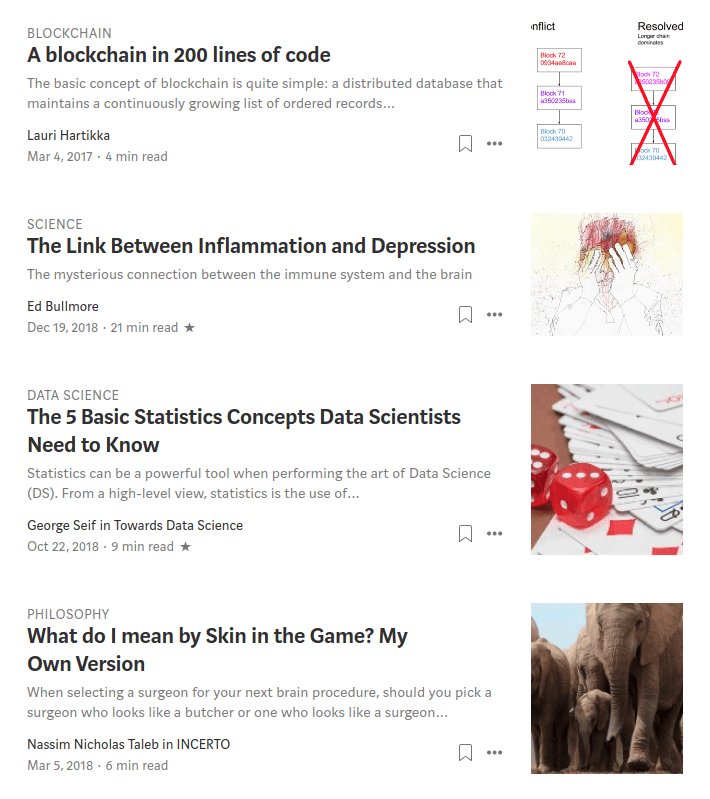 BLOCKCHAIN
A blockchain in 200 lines of code
The basic concept of blockchain is quite simple: a distributed database that
maintains a continuously growing list of ordered records…
Lauri Hartikka
Mar 4, 2017 · 4 min read
onflict
Block 72
0934ae8caa
Block 71
a350235bss
Block 70
032439442
Resolved
Longer chain
dominates
Block 72
Block 70
SCIENCE
The Link Between Inflammation and Depression
The mysterious connection between the immune system and the brain
Ed Bullmore
Dec 19, 2018 · 21 min read ★
DATA SCIENCE
The 5 Basic Statistics Concepts Data Scientists
Need to Know
Statistics can be a powerful tool when performing the art of Data Science
(DS). From a high-level view, statistics is the use of…
George Seif in Towards Data Science
Oct 22, 2018 · 9 min read ★
PHILOSOPHY
What do I mean by Skin in the Game? My
Own Version
When selecting a surgeon for your next brain procedure, should you pick a
surgeon who looks like a butcher or one who looks like a surgeon…
Nassim Nicholas Taleb in INCERTO
Mar 5, 2018 · 6 min read